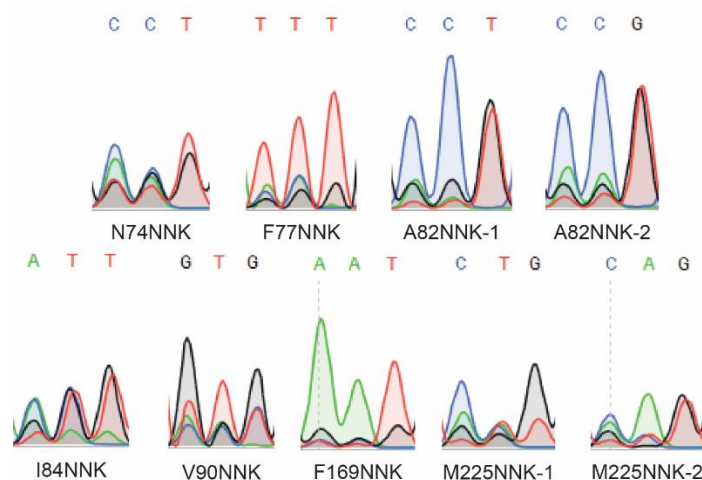 C C T T T T C C T C C G
N74NNK F77NNK A82NNK-1 A82NNK-2
A T T G T G A A T C T G C A G
I84NNK V90NNK F169NNK M225NNK-1 M225NNK-2